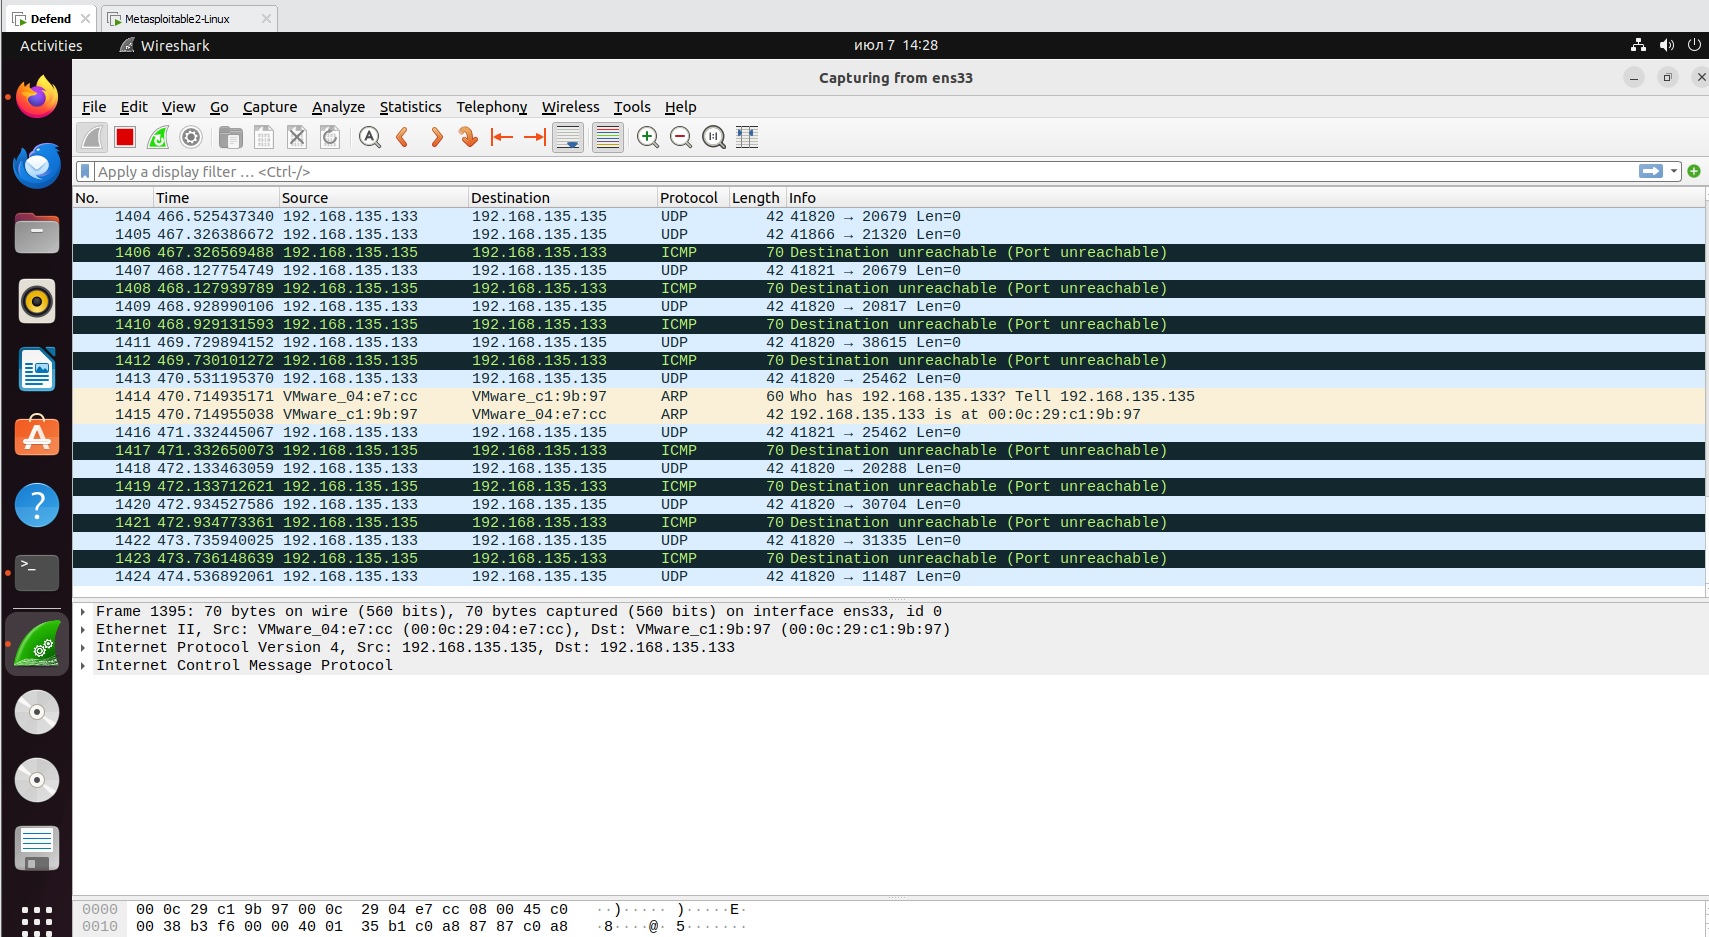 Defend Metasploitable2-Linux
Activities Wireshark июл 7 14:28
Capturing from ens33
File Edit View Go Capture Analyze Statistics Telephony Wireless Tools Help
Apply a display filter … <Ctrl-/>
No. Time Source Destination Protocol Length Info
1404 466.525437340 192.168.135.133 192.168.135.135 UDP 42 41820 → 20679 Len=0
1405 467.326386672 192.168.135.133 192.168.135.135 UDP 42 41866 → 21320 Len=0
1406 467.326569488 192.168.135.135 192.168.135.133 ICMP 70 Destination unreachable (Port unreachable)
1407 468.127754749 192.168.135.133 192.168.135.135 UDP 42 41821 → 20679 Len=0
1408 468.127939789 192.168.135.135 192.168.135.133 ICMP 70 Destination unreachable (Port unreachable)
1409 468.928990106 192.168.135.133 192.168.135.135 UDP 42 41820 → 20817 Len=0
1410 468.929131593 192.168.135.135 192.168.135.133 ICMP 70 Destination unreachable (Port unreachable)
1411 469.729894152 192.168.135.133 192.168.135.135 UDP 42 41820 → 38615 Len=0
1412 469.730101272 192.168.135.135 192.168.135.133 ICMP 70 Destination unreachable (Port unreachable)
1413 470.531195370 192.168.135.133 192.168.135.135 UDP 42 41820 → 25462 Len=0
1414 470.714935171 VMware_04:e7:cc VMware_c1:9b:97 ARP 60 Who has 192.168.135.133? Tell 192.168.135.135
1415 470.714955038 VMware_c1:9b:97 VMware_04:e7:cc ARP 42 192.168.135.133 is at 00:0c:29:c1:9b:97
1416 471.332445067 192.168.135.133 192.168.135.135 UDP 42 41821 → 25462 Len=0
1417 471.332650073 192.168.135.135 192.168.135.133 ICMP 70 Destination unreachable (Port unreachable)
1418 472.133463059 192.168.135.133 192.168.135.135 UDP 42 41820 → 20288 Len=0
1419 472.133712621 192.168.135.135 192.168.135.133 ICMP 70 Destination unreachable (Port unreachable)
1420 472.934527586 192.168.135.133 192.168.135.135 UDP 42 41820 → 30704 Len=0
1421 472.934773361 192.168.135.135 192.168.135.133 ICMP 70 Destination unreachable (Port unreachable)
1422 473.735940025 192.168.135.133 192.168.135.135 UDP 42 41820 → 31335 Len=0
1423 473.736148639 192.168.135.135 192.168.135.133 ICMP 70 Destination unreachable (Port unreachable)
1424 474.536892061 192.168.135.133 192.168.135.135 UDP 42 41820 → 11487 Len=0
Frame 1395: 70 bytes on wire (560 bits), 70 bytes captured (560 bits) on interface ens33, id 0
Ethernet II, Src: VMware_04:e7:cc (00:0c:29:04:e7:cc), Dst: VMware_c1:9b:97 (00:0c:29:c1:9b:97)
Internet Protocol Version 4, Src: 192.168.135.135, Dst: 192.168.135.133
Internet Control Message Protocol
0000 00 0c 29 c1 9b 97 00 0c 29 04 e7 cc 08 00 45 c0 ··)····· )·····E·
0010 00 38 b3 f6 00 00 40 01 35 b1 c0 a8 87 87 c0 a8 ·8····@· 5·······